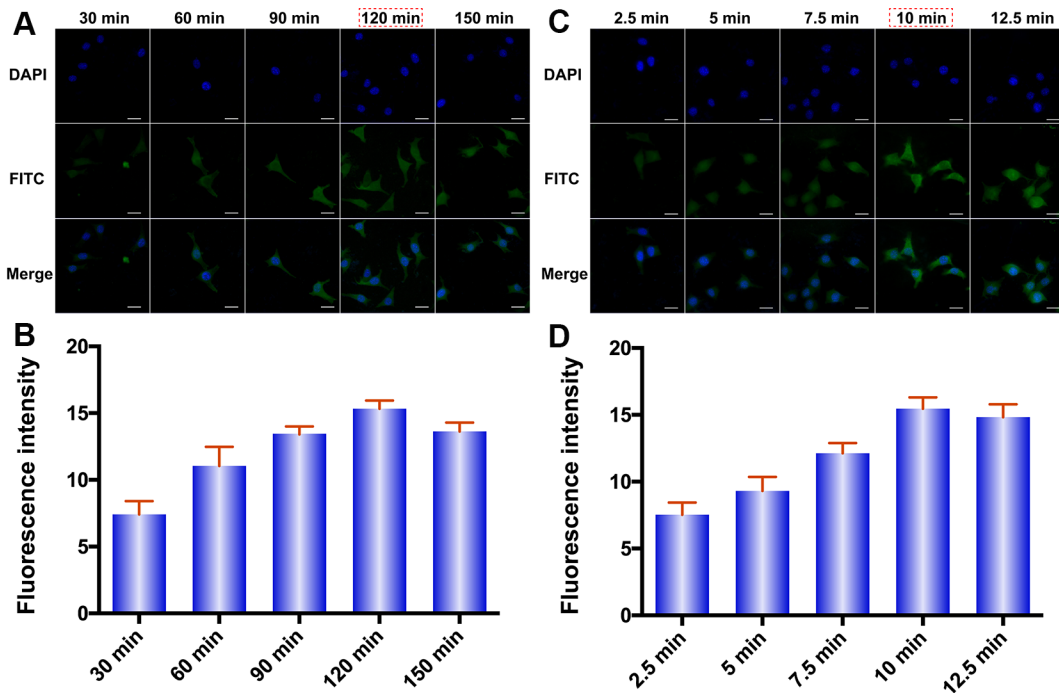 A
30 min 60 min 90 min 120 min 150 min
DAPI
FITC
Merge
B
Fluorescence intensity
20
15
10
5
0
30 min 60 min 90 min 120 min 150 min
C
2.5 min 5 min 7.5 min 10 min 12.5 min
DAPI
FITC
Merge
D
Fluorescence intensity
20
15
10
5
0
2.5 min 5 min 7.5 min 10 min 12.5 min